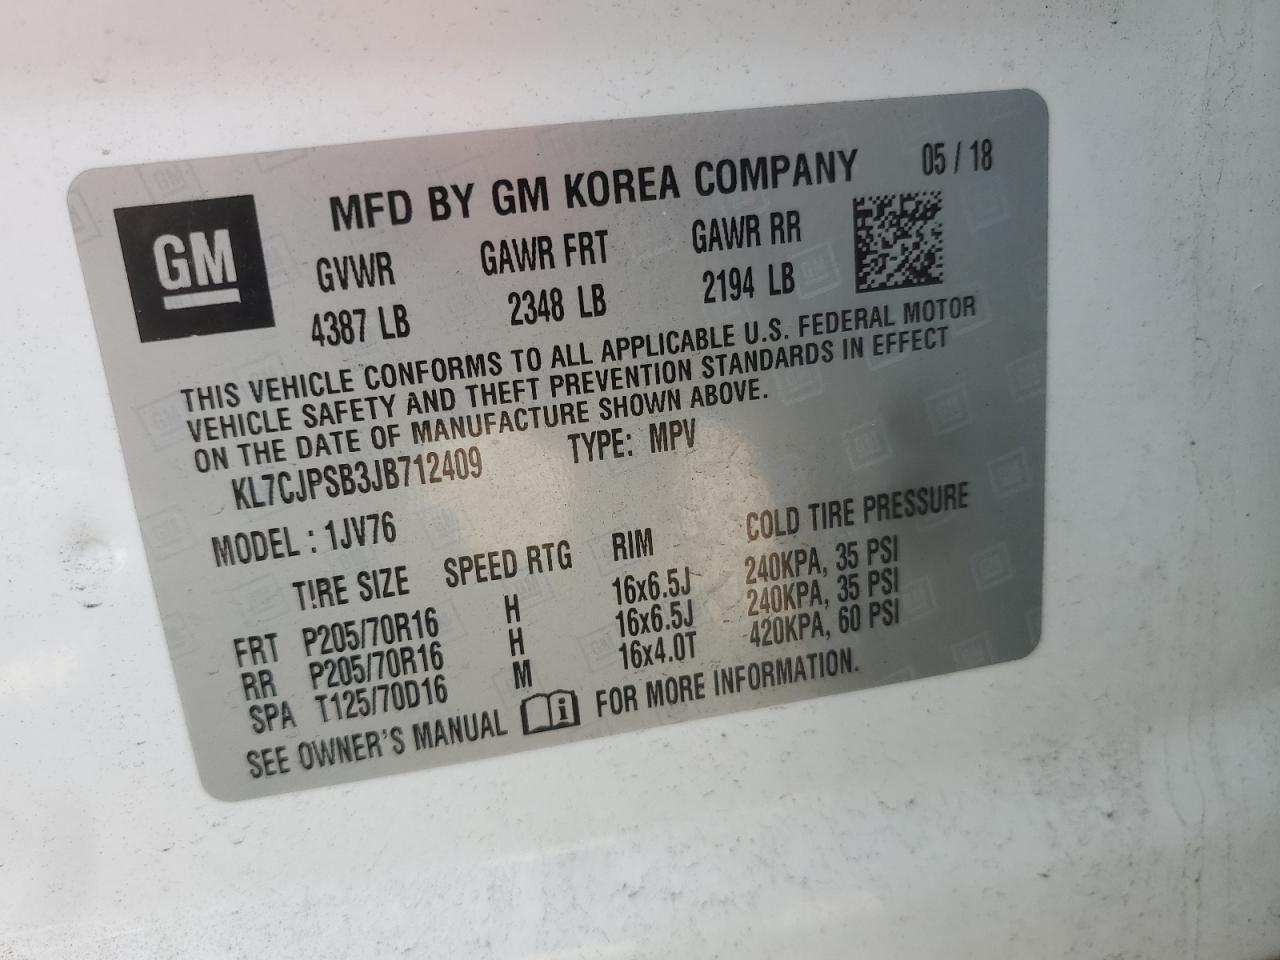 GM
MFD BY GM KOREA COMPANY 05 / 18
GVWR GAWR FRT GAWR RR
4387 LB 2348 LB 2194 LB
THIS VEHICLE CONFORMS TO ALL APPLICABLE U.S. FEDERAL MOTOR
VEHICLE SAFETY AND THEFT PREVENTION STANDARDS IN EFFECT
ON THE DATE OF MANUFACTURE SHOWN ABOVE.
KL7CJPSB3JB712409 TYPE: MPV
MODEL : 1JV76
TIRE SIZE SPEED RTG RIM COLD TIRE PRESSURE
FRT P205/70R16 H 16x6.5J 240KPA, 35 PSI
RR P205/70R16 H 16x6.5J 240KPA, 35 PSI
SPA T125/70D16 M 16x4.0T 420KPA, 60 PSI
SEE OWNER'S MANUAL i FOR MORE INFORMATION.